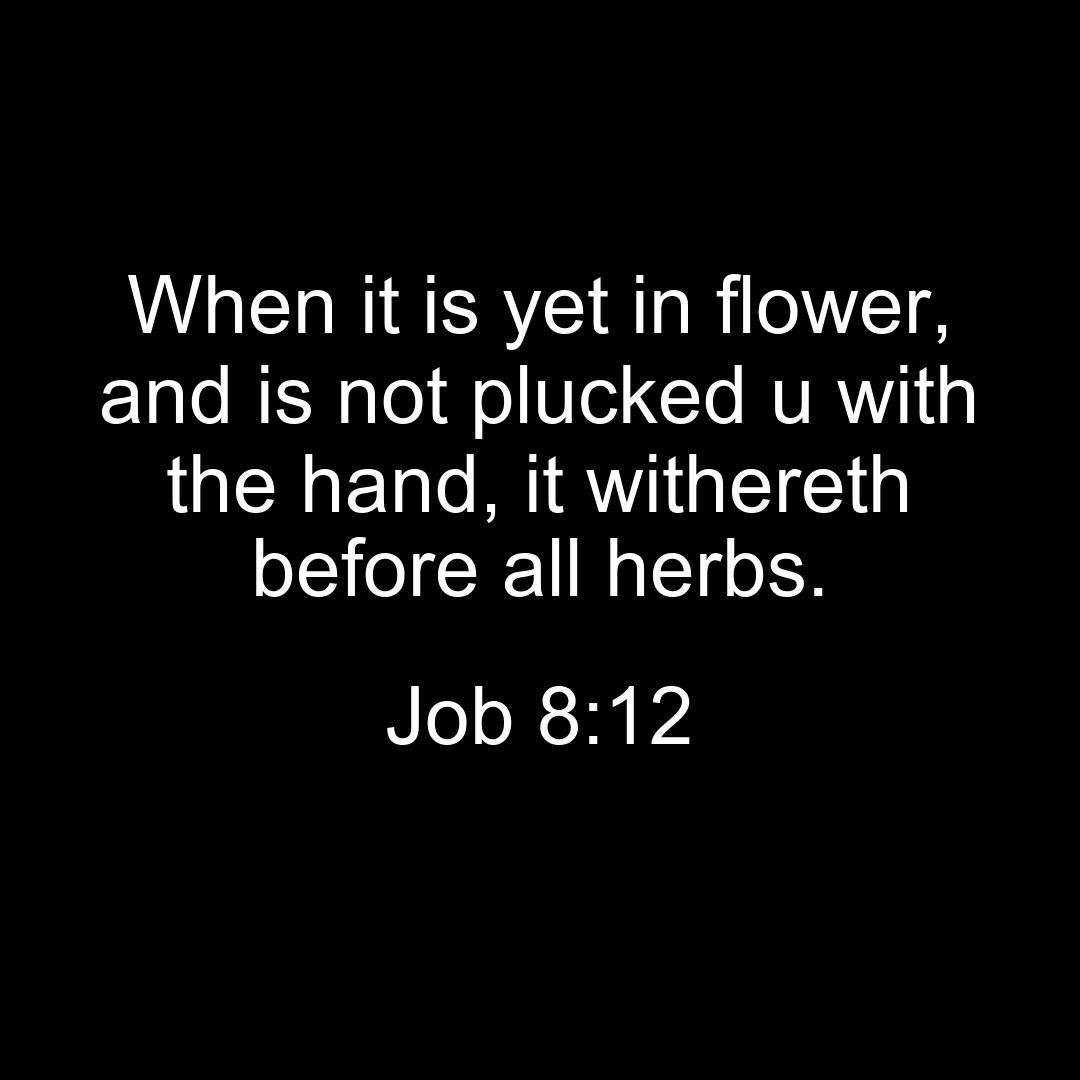 When it is yet in flower,
and is not plucked u with
the hand, it withereth
before all herbs.
Job 8:12